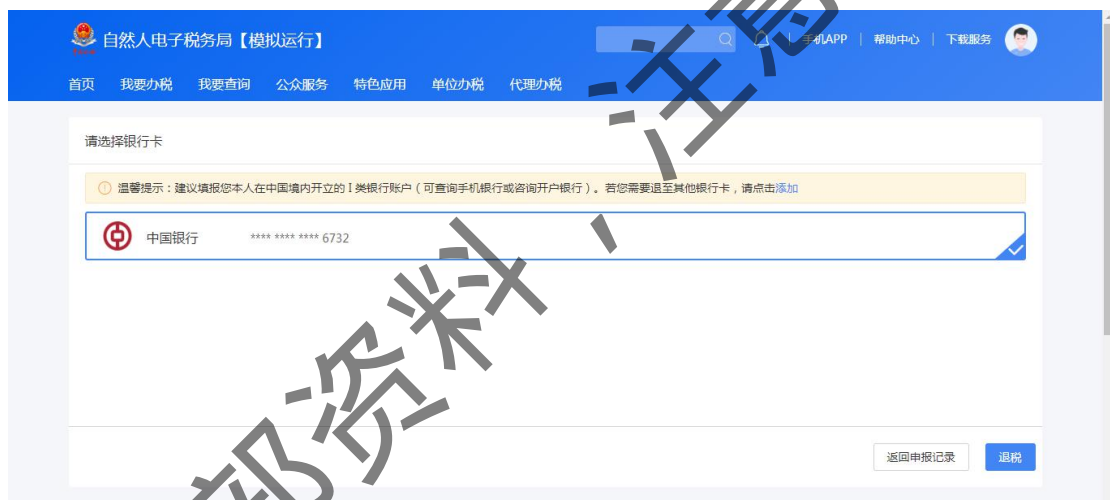 自然人电子税务局【模拟运行】
手机APP | 帮助中心 | 下载服务
首页 我要办税 我要查询 公众服务 特色应用 单位办税 代理办税
请选择银行卡
温馨提示：建议填报您本人在中国境内开立的 I 类银行账户（可查询手机银行或咨询开户银行）。若您需要退至其他银行卡，请点击添加
中国银行 **** **** **** 6732
返回申报记录 退税
部资料，注意